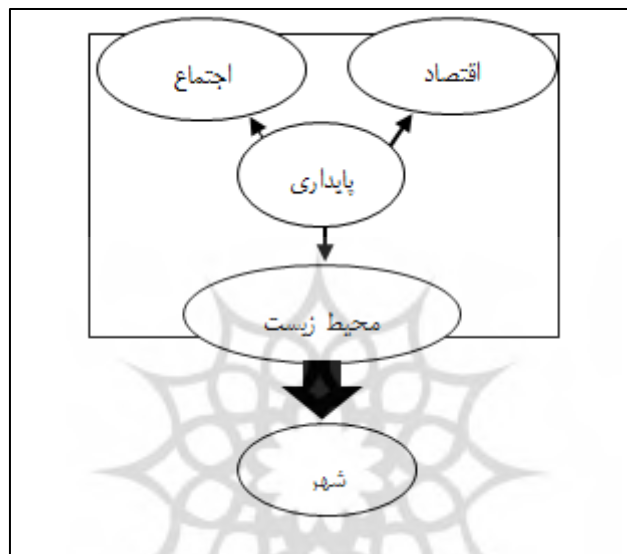 اقتصاد
اجتماع
پایداری
محیط زیست
شهر